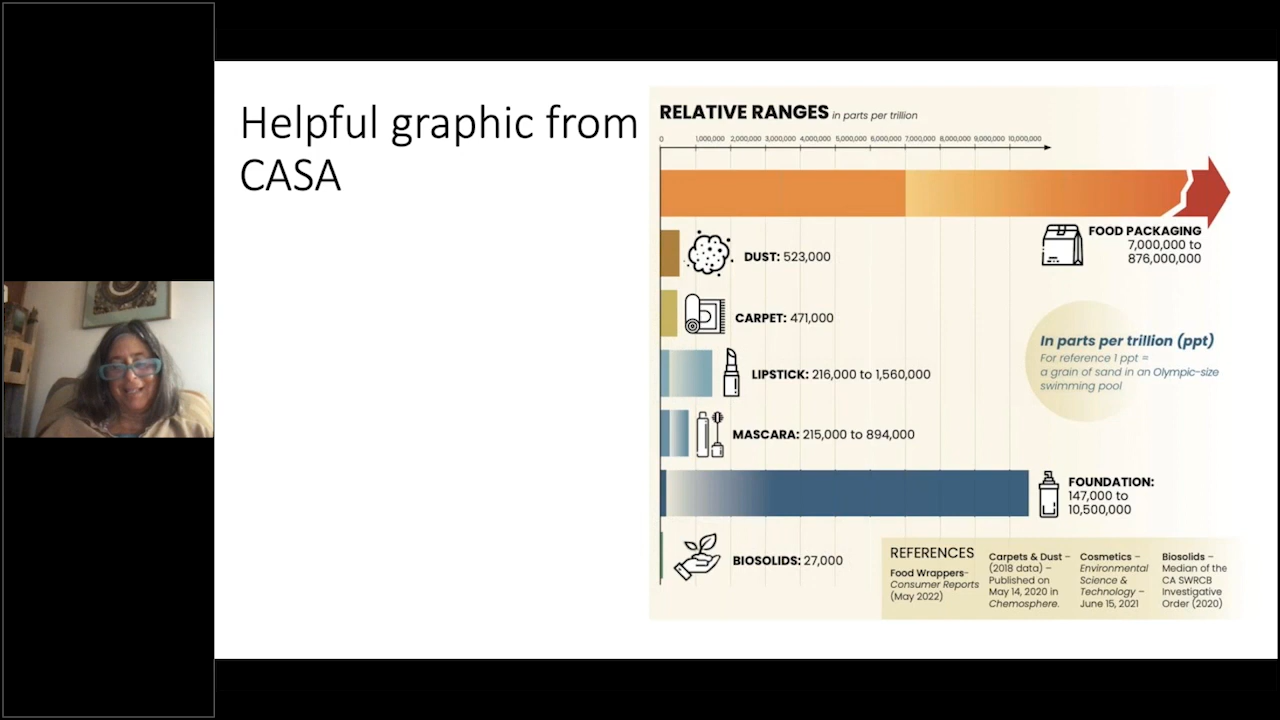 Helpful graphic from
CASA
RELATIVE RANGES in parts per trillion
0 1,000,000 2,000,000 3,000,000 4,000,000 5,000,000 6,000,000 7,000,000 8,000,000 9,000,000 10,000,000
FOOD PACKAGING
7,000,000 to
876,000,000
DUST: 523,000
CARPET: 471,000
In parts per trillion (ppt)
For reference 1 ppt =
a grain of sand in an Olympic-size
swimming pool
LIPSTICK: 216,000 to 1,560,000
MASCARA: 215,000 to 894,000
FOUNDATION:
147,000 to
10,500,000
BIOSOLIDS: 27,000
REFERENCES
Food Wrappers-
Consumer Reports
(May 2022)
Carpets & Dust –
(2018 data) –
Published on
May 14, 2020 in
Chemosphere.
Cosmetics –
Environmental
Science &
Technology –
June 15, 2021
Biosolids –
Median of the
CA SWRCB
Investigative
Order (2020)